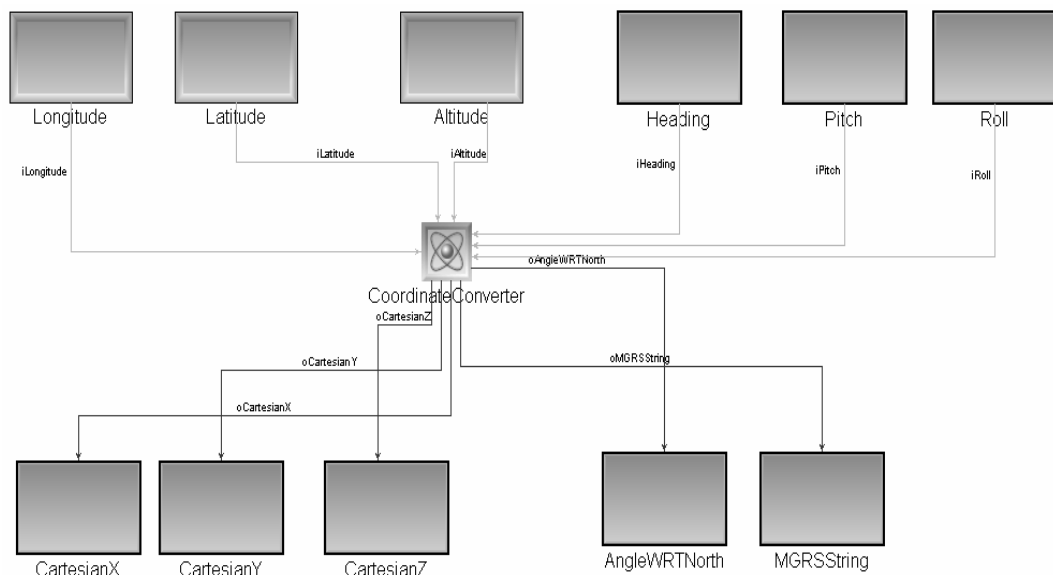 Longitude
Latitude
Altitude
Heading
Pitch
Roll
iLongitude
iLatitude
iAltitude
iHeading
iPitch
iRoll
oAngleWRTNorth
CoordinateConverter
oCartesianZ
oCartesianY
oMGRSString
oCartesianX
CartesianX
CartesianY
CartesianZ
AngleWRTNorth
MGRSString